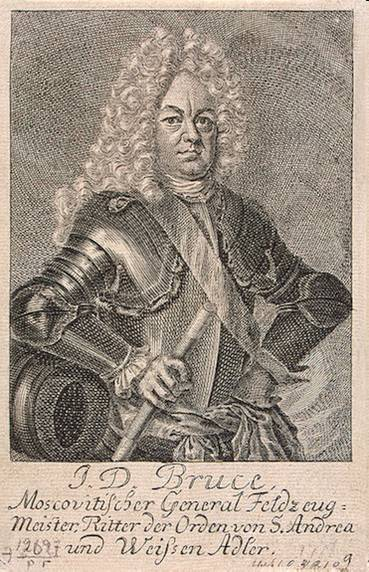 J. D. Bruce,
Moscovitischer General Feldzeug=
Meister, Ritter der Orden von S. Andrea
und Weissen Adler.